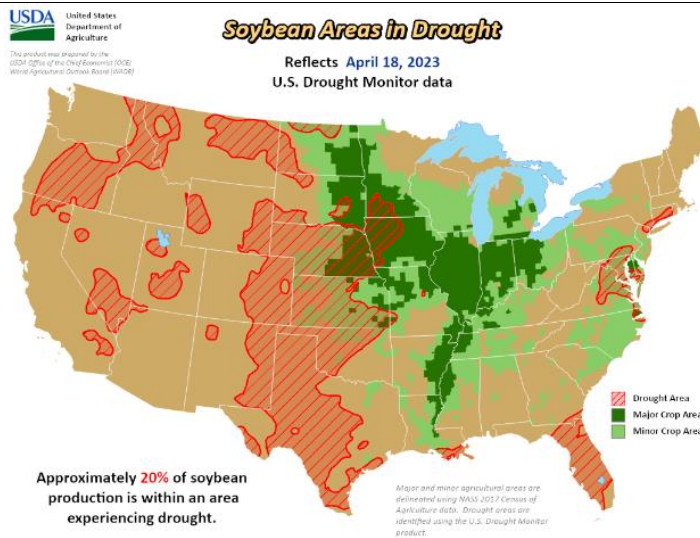 USDA
United States
Department of
Agriculture
This product was prepared by the
USDA Office of the Chief Economist (OCE)
World Agricultural Outlook Board (WAOB)
Soybean Areas in Drought
Reflects April 18, 2023
U.S. Drought Monitor data
Drought Area
Major Crop Area
Minor Crop Area
Approximately 20% of soybean
production is within an area
experiencing drought.
Major and minor agricultural areas are
delineated using NASS 2017 Census of
Agriculture data. Drought areas are
identified using the U.S. Drought Monitor
product.